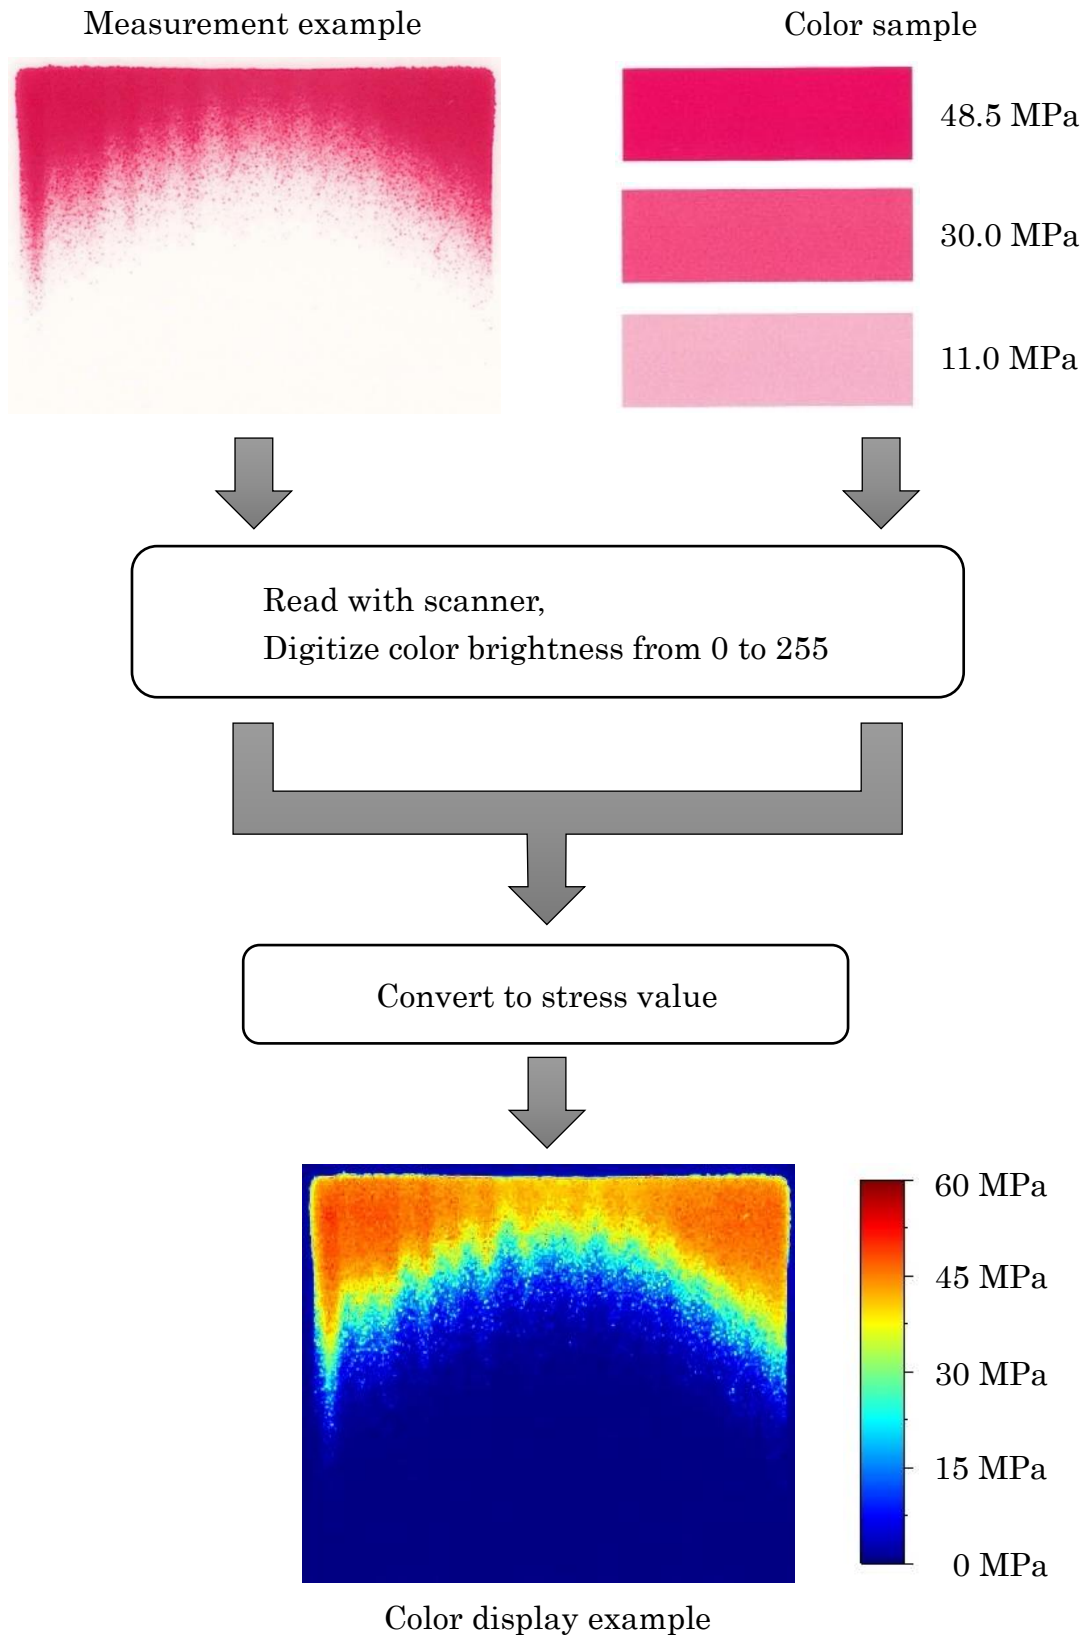 Measurement example
Color sample
48.5 MPa
30.0 MPa
11.0 MPa
Read with scanner,
Digitize color brightness from 0 to 255
Convert to stress value
60 MPa
45 MPa
30 MPa
15 MPa
0 MPa
Color display example